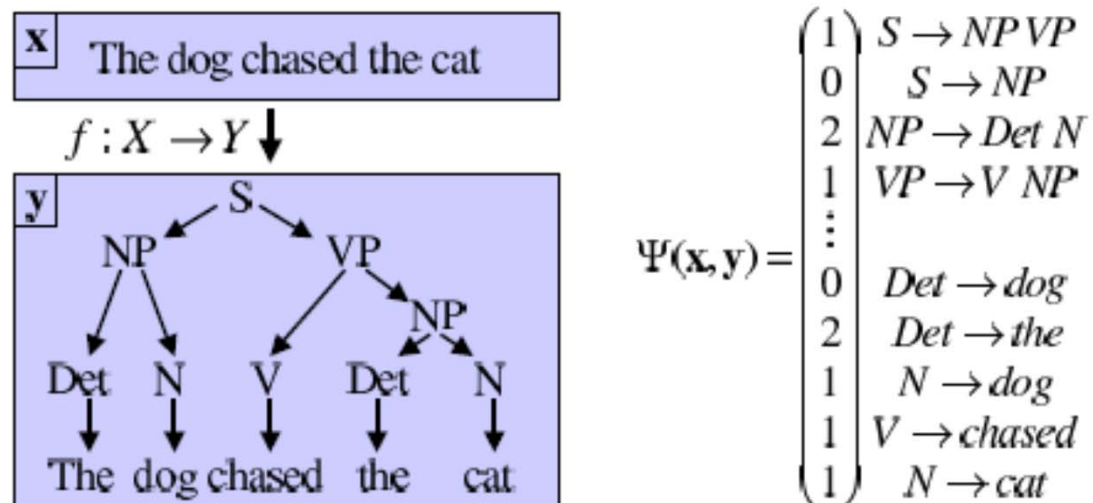 x
The dog chased the cat
f : X → Y
y
S
NP VP
NP
Det N V Det N
The dog chased the cat
Ψ(x,y) =
1 S → NP VP
0 S → NP
2 NP → Det N
1 VP → V NP
⋮
0 Det → dog
2 Det → the
1 N → dog
1 V → chased
1 N → cat